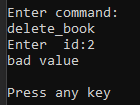 Enter command:
delete_book
Enter  id:2
bad value
Press any key